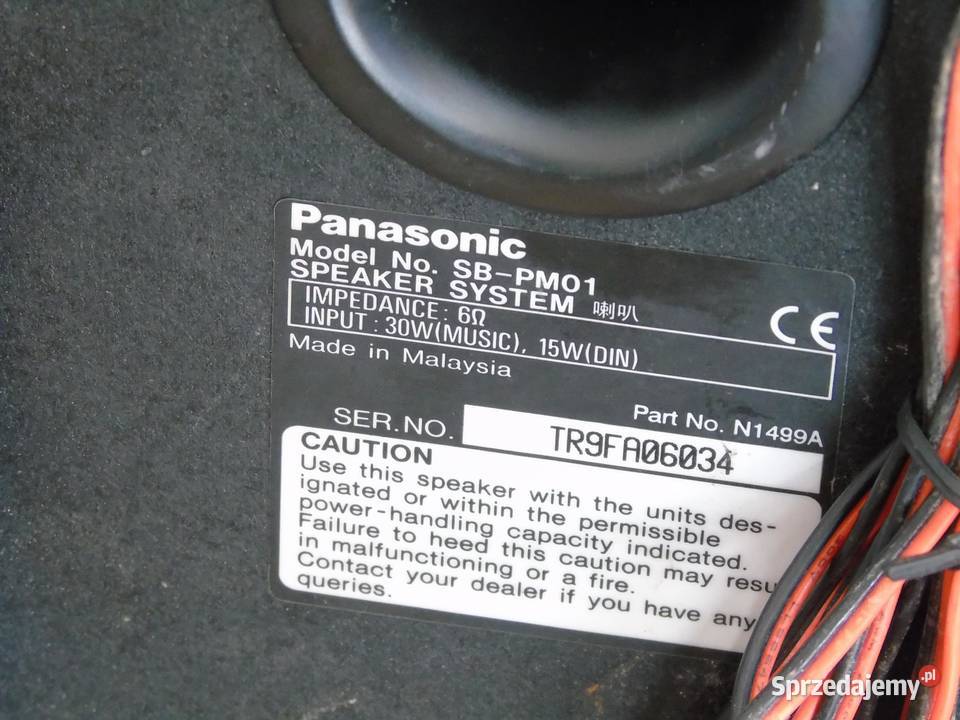 Panasonic
Model No. SB-PM01
SPEAKER SYSTEM 喇叭
IMPEDANCE: 6Ω
INPUT: 30W(MUSIC), 15W(DIN)
CE
Made in Malaysia
Part No. N1499A
SER.NO. TR9FA06034
CAUTION
Use this speaker with the units des-
ignated or within the permissible
power-handling capacity indicated.
Failure to heed this caution may resu
in malfunctioning or a fire.
Contact your dealer if you have any
queries.
Sprzedajemy.pl